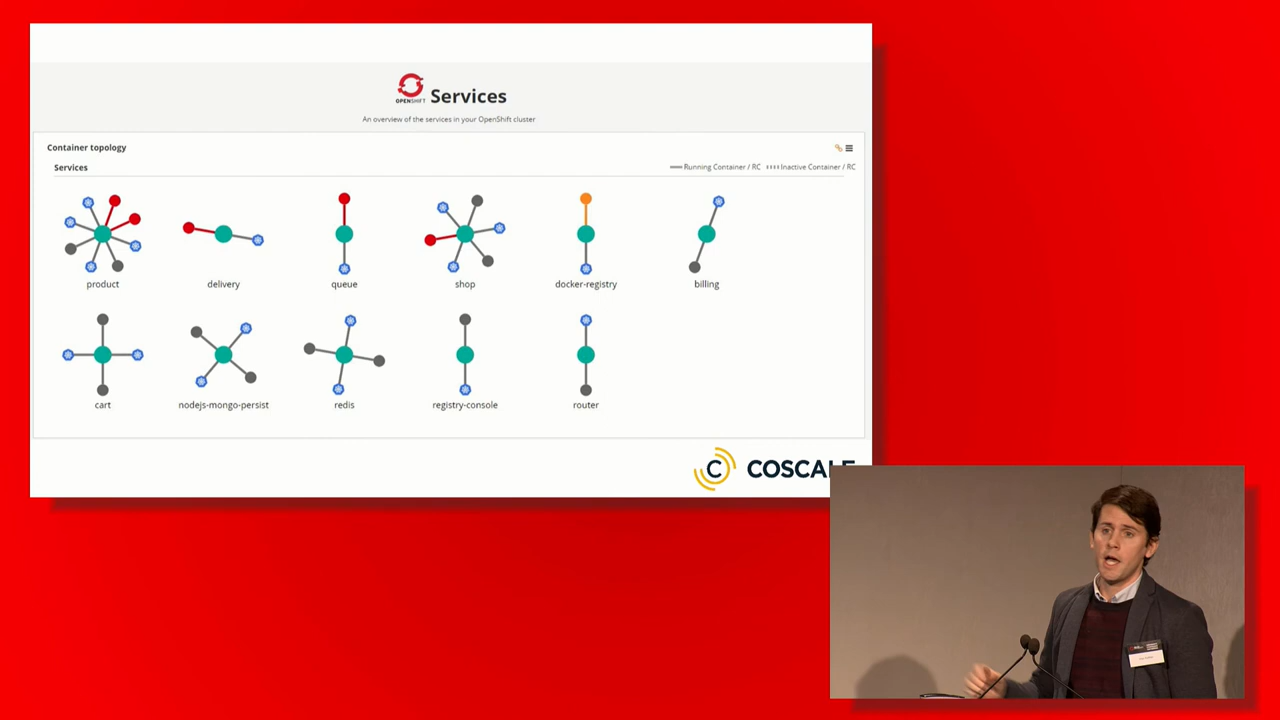 OPENSHIFT Services
An overview of the services in your OpenShift cluster
Container topology
Services
Running Container / RC
Inactive Container / RC
product
delivery
queue
shop
docker-registry
billing
cart
nodejs-mongo-persist
redis
registry-console
router
C COSCALE